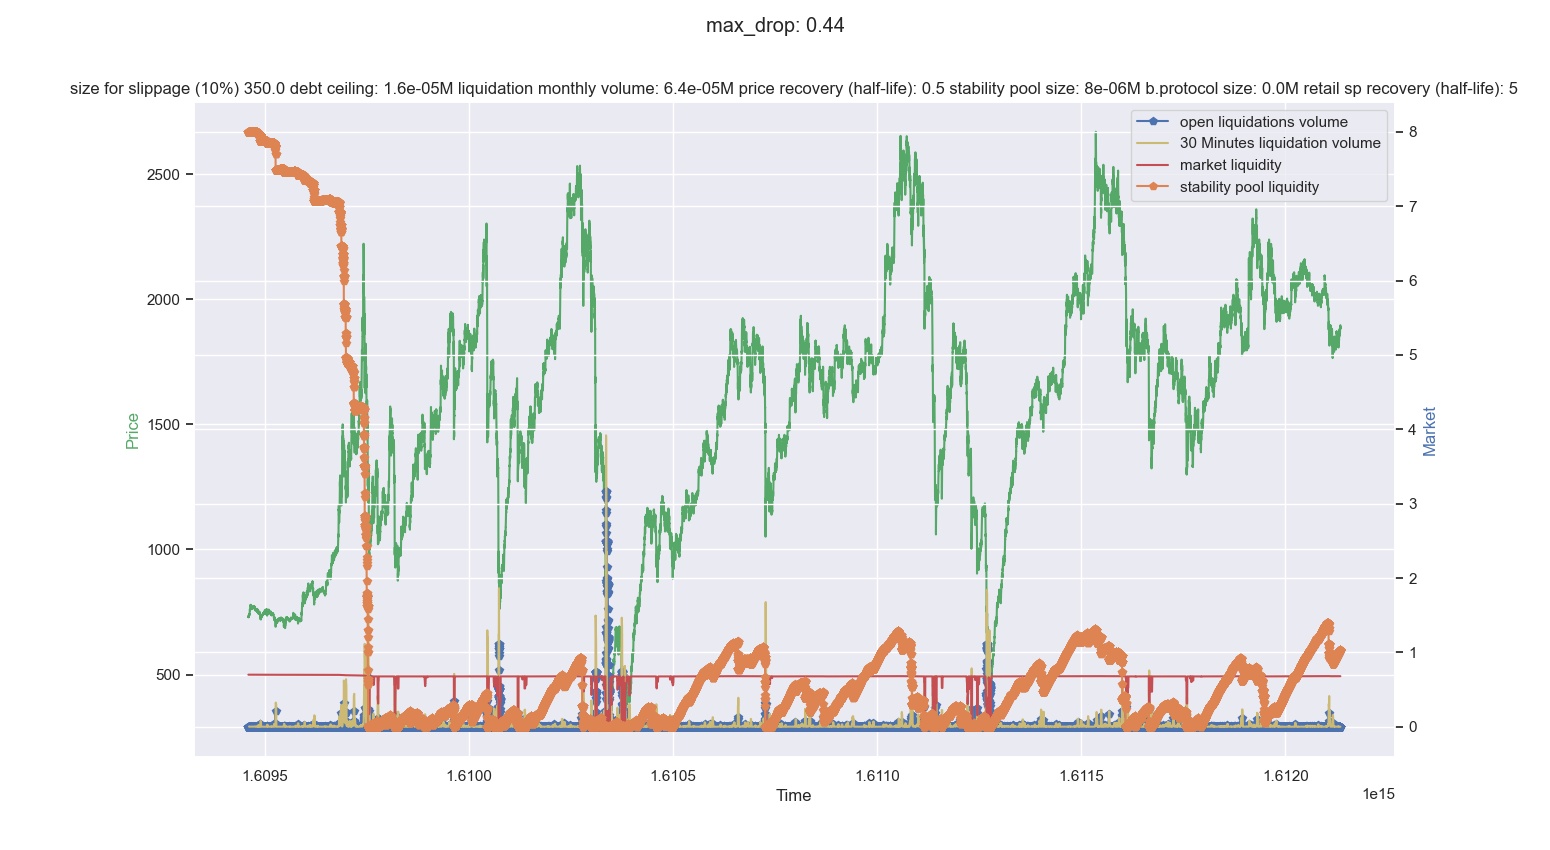 max_drop: 0.44
size for slippage (10%) 350.0 debt ceiling: 1.6e-05M liquidation monthly volume: 6.4e-05M price recovery (half-life): 0.5 stability pool size: 8e-06M b.protocol size: 0.0M retail sp recovery (half-life): 5
open liquidations volume
30 Minutes liquidation volume
market liquidity
stability pool liquidity
2500
2000
1500
1000
500
Price
8
7
6
5
4
3
2
1
0
Market
1.6095
1.6100
1.6105
1.6110
1.6115
1.6120
1e15
Time